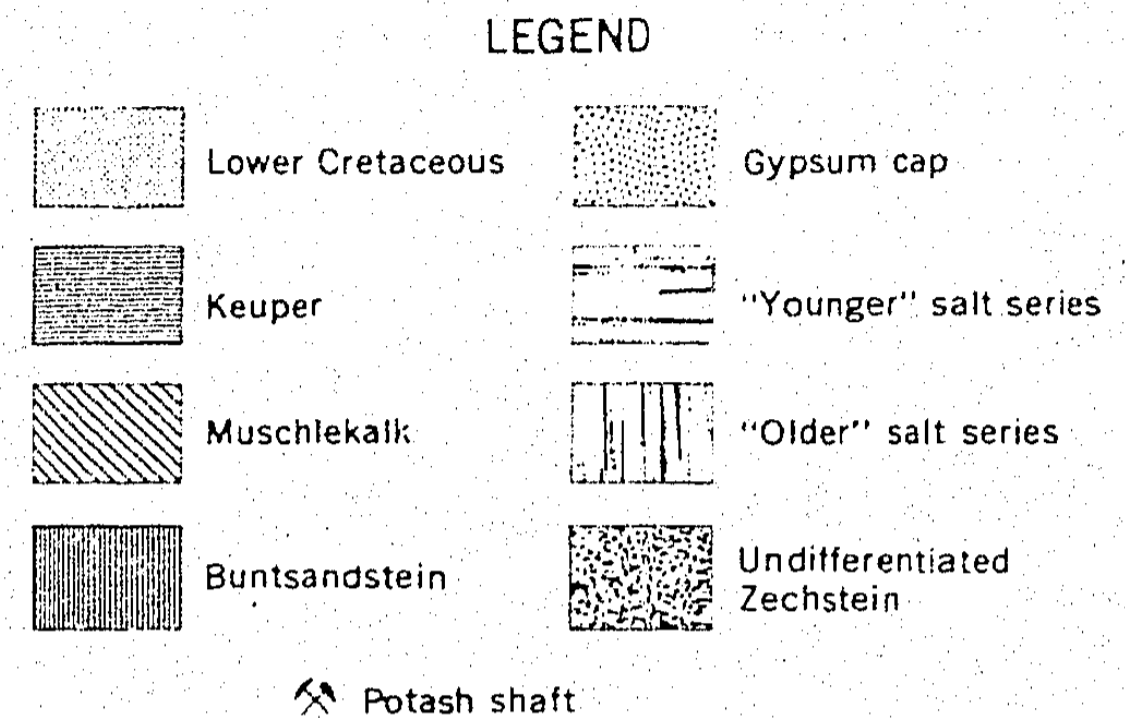 LEGEND
Lower Cretaceous
Gypsum cap
Keuper
"Younger" salt series
Muschlekalk
"Older" salt series
Buntsandstein
Undifferentiated
Zechstein
Potash shaft